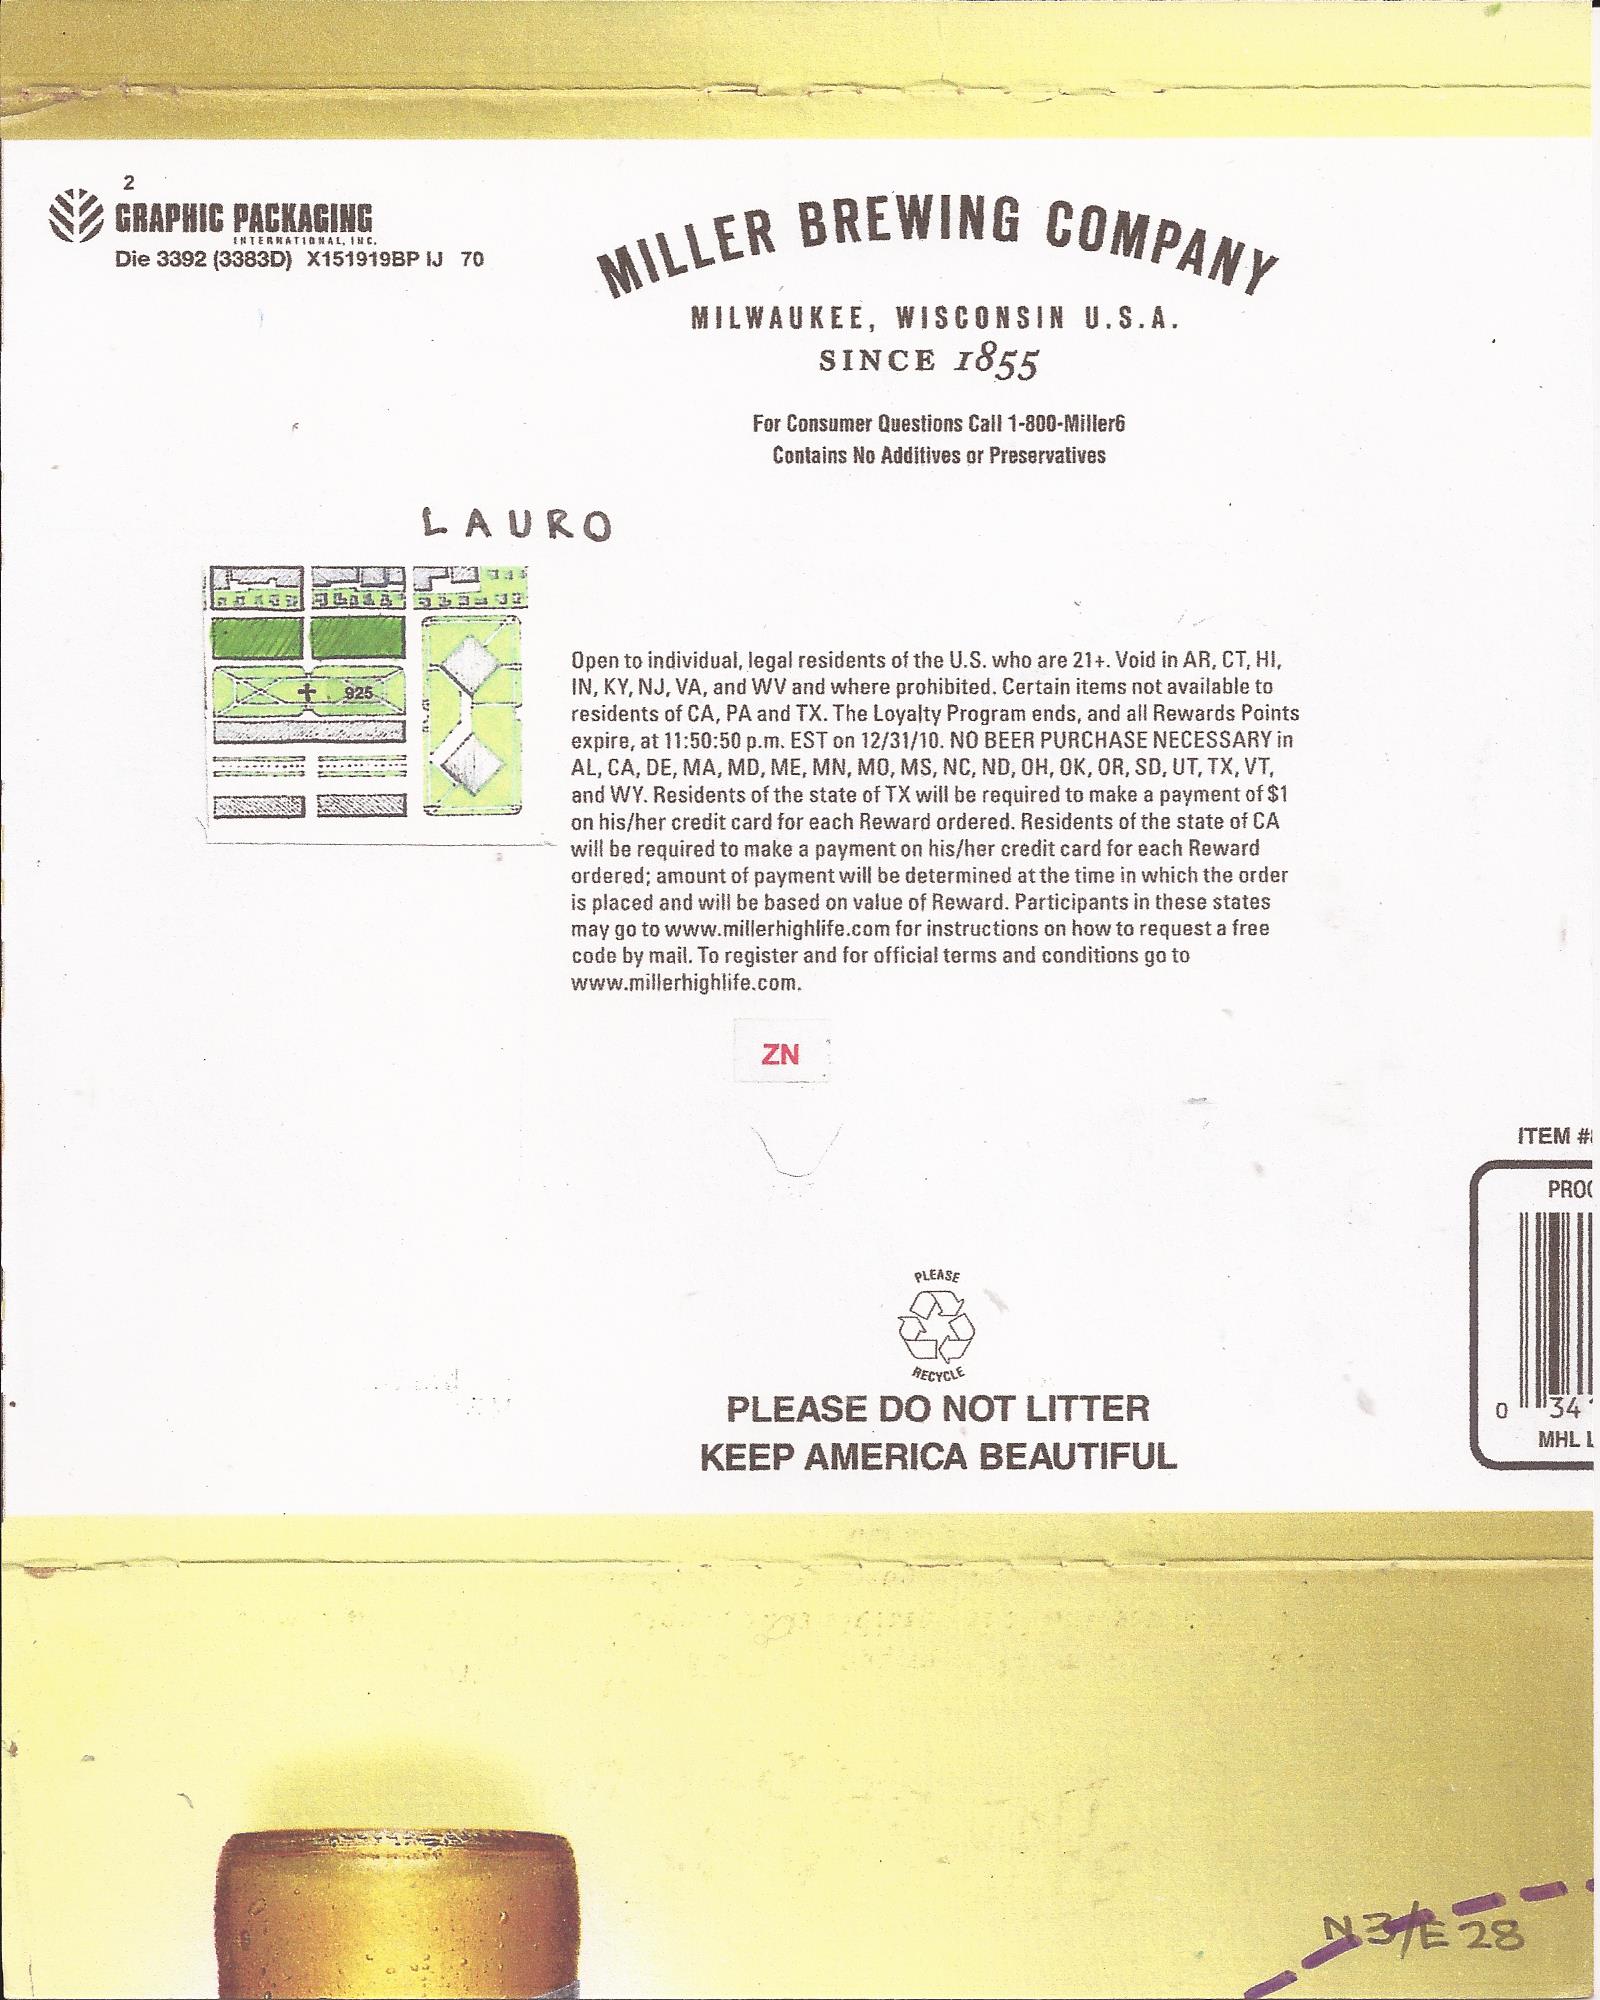 2
GRAPHIC PACKAGING
INTERNATIONAL, INC.
Die 3392 (3383D) X151919BP IJ 70
MILLER BREWING COMPANY
MILWAUKEE, WISCONSIN U.S.A.
SINCE 1855
For Consumer Questions Call 1-800-Miller6
Contains No Additives or Preservatives
LAURO
925
Open to individual, legal residents of the U.S. who are 21+. Void in AR, CT, HI,
IN, KY, NJ, VA, and WV and where prohibited. Certain items not available to
residents of CA, PA and TX. The Loyalty Program ends, and all Rewards Points
expire, at 11:50:50 p.m. EST on 12/31/10. NO BEER PURCHASE NECESSARY in
AL, CA, DE, MA, MD, ME, MN, MO, MS, NC, ND, OH, OK, OR, SD, UT, TX, VT,
and WY. Residents of the state of TX will be required to make a payment of $1
on his/her credit card for each Reward ordered. Residents of the state of CA
will be required to make a payment on his/her credit card for each Reward
ordered; amount of payment will be determined at the time in which the order
is placed and will be based on value of Reward. Participants in these states
may go to www.millerhighlife.com for instructions on how to request a free
code by mail. To register and for official terms and conditions go to
www.millerhighlife.com.
ZN
ITEM #
PROO
0 34
MHL L
PLEASE
RECYCLE
PLEASE DO NOT LITTER
KEEP AMERICA BEAUTIFUL
N3/E28